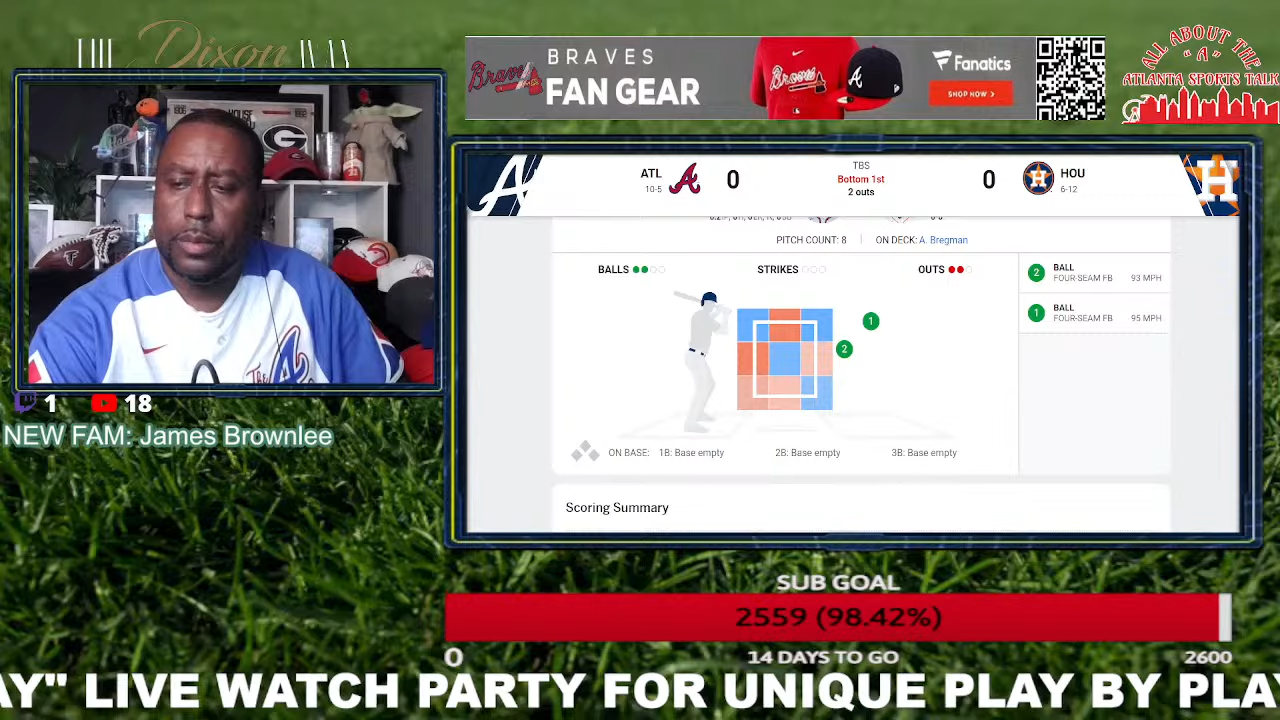 Dixon
BRAVES
FAN GEAR
Braves
Braves
Fanatics
SHOP NOW >
ALL ABOUT THE
"A"
ATLANTA SPORTS TALK
HOUSE
G
ATL
10-5
0
TBS
Bottom 1st
2 outs
0
HOU
6-12
PITCH COUNT: 8
ON DECK: A. Bregman
BALLS
STRIKES
OUTS
2
BALL
FOUR-SEAM FB
93 MPH
1
BALL
FOUR-SEAM FB
95 MPH
1
2
ON BASE:
1B: Base empty
2B: Base empty
3B: Base empty
Scoring Summary
The A
1
18
NEW FAM: James Brownlee
SUB GOAL
2559 (98.42%)
0
14 DAYS TO GO
2600
AY" LIVE WATCH PARTY FOR UNIQUE PLAY BY PLAY